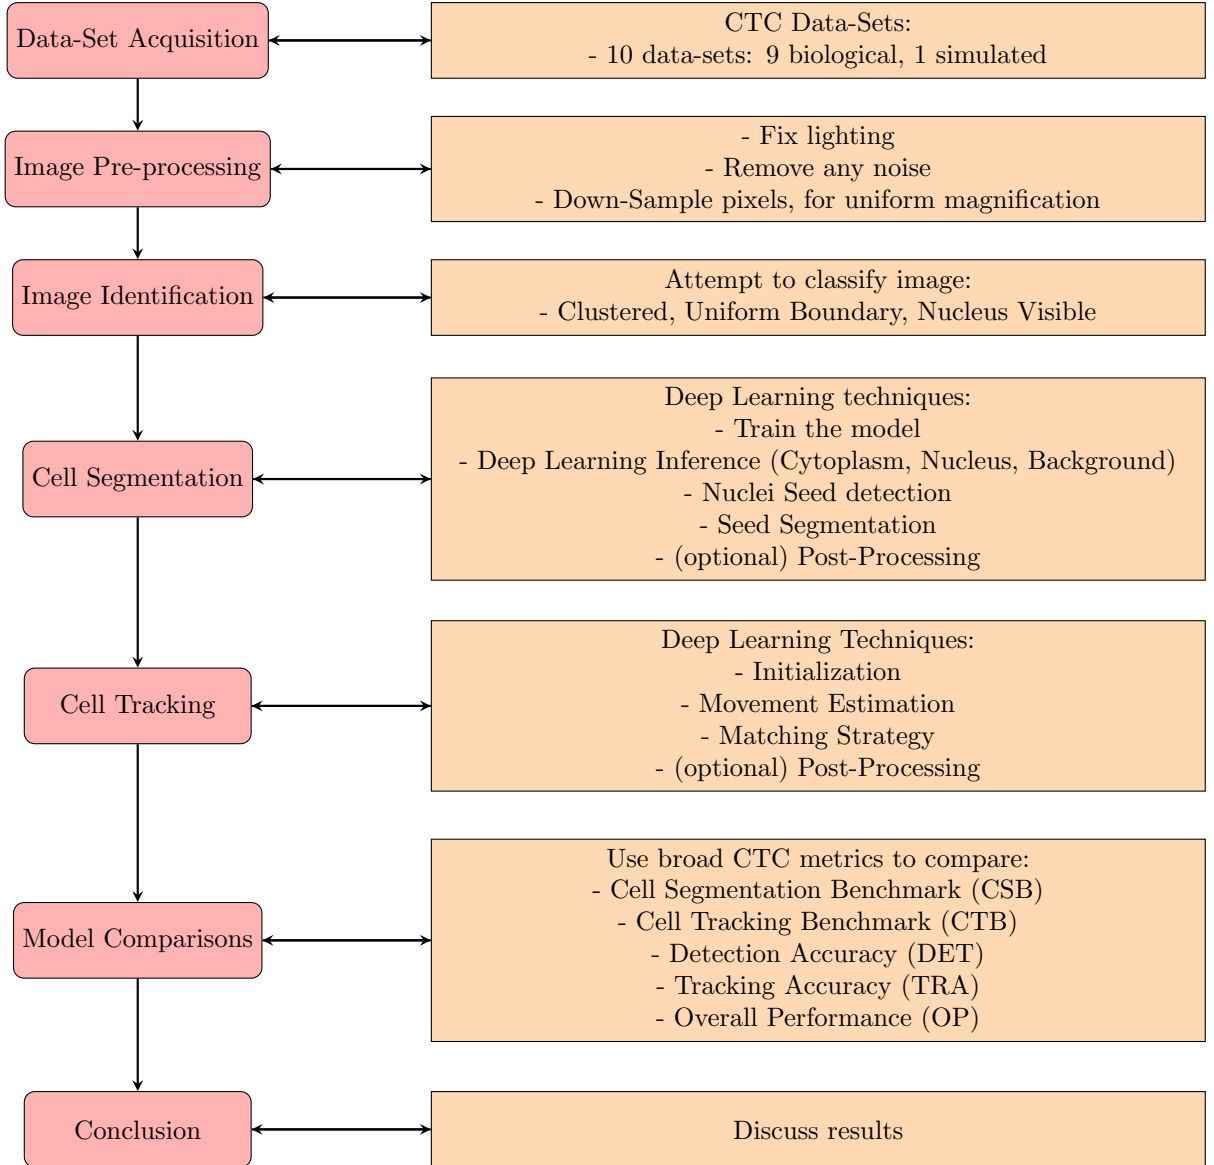 Data-Set Acquisition
CTC Data-Sets:
- 10 data-sets: 9 biological, 1 simulated
Image Pre-processing
- Fix lighting
- Remove any noise
- Down-Sample pixels, for uniform magnification
Image Identification
Attempt to classify image:
- Clustered, Uniform Boundary, Nucleus Visible
Cell Segmentation
Deep Learning techniques:
- Train the model
- Deep Learning Inference (Cytoplasm, Nucleus, Background)
- Nuclei Seed detection
- Seed Segmentation
- (optional) Post-Processing
Cell Tracking
Deep Learning Techniques:
- Initialization
- Movement Estimation
- Matching Strategy
- (optional) Post-Processing
Model Comparisons
Use broad CTC metrics to compare:
- Cell Segmentation Benchmark (CSB)
- Cell Tracking Benchmark (CTB)
- Detection Accuracy (DET)
- Tracking Accuracy (TRA)
- Overall Performance (OP)
Conclusion
Discuss results